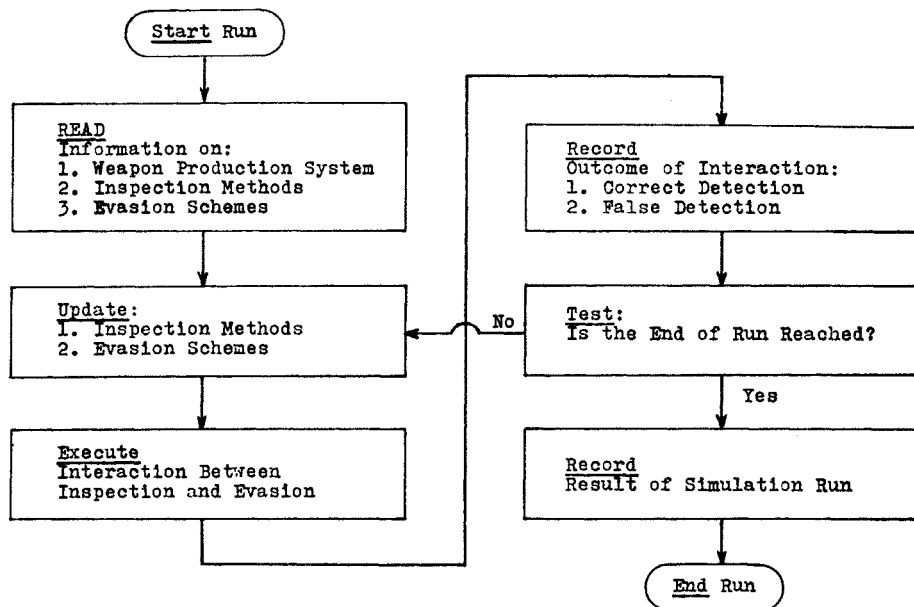 Start Run
READ
Information on:
1. Weapon Production System
2. Inspection Methods
3. Evasion Schemes
Update:
1. Inspection Methods
2. Evasion Schemes
Execute
Interaction Between
Inspection and Evasion
Record
Outcome of Interaction:
1. Correct Detection
2. False Detection
Test:
Is the End of Run Reached?
No
Yes
Record
Result of Simulation Run
End Run